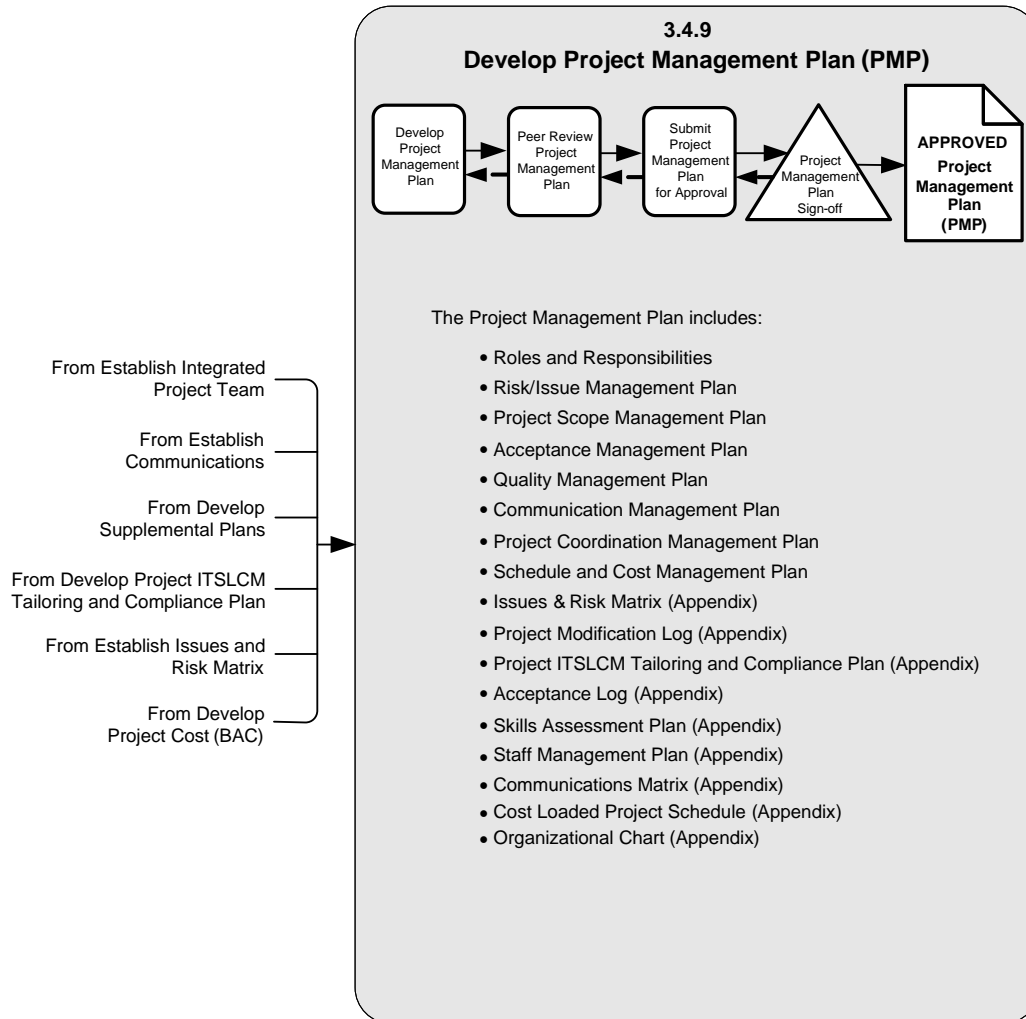 3.4.9
Develop Project Management Plan (PMP)
Develop
Project
Management
Plan
Peer Review
Project
Management
Plan
Submit
Project
Management
Plan
for Approval
Project
Management
Plan
Sign-off
APPROVED
Project
Management
Plan
(PMP)
The Project Management Plan includes:
• Roles and Responsibilities
• Risk/Issue Management Plan
• Project Scope Management Plan
• Acceptance Management Plan
• Quality Management Plan
• Communication Management Plan
• Project Coordination Management Plan
• Schedule and Cost Management Plan
• Issues & Risk Matrix (Appendix)
• Project Modification Log (Appendix)
• Project ITSLCM Tailoring and Compliance Plan (Appendix)
• Acceptance Log (Appendix)
• Skills Assessment Plan (Appendix)
• Staff Management Plan (Appendix)
• Communications Matrix (Appendix)
• Cost Loaded Project Schedule (Appendix)
• Organizational Chart (Appendix)
From Establish Integrated
Project Team
From Establish
Communications
From Develop
Supplemental Plans
From Develop Project ITSLCM
Tailoring and Compliance Plan
From Establish Issues and
Risk Matrix
From Develop
Project Cost (BAC)